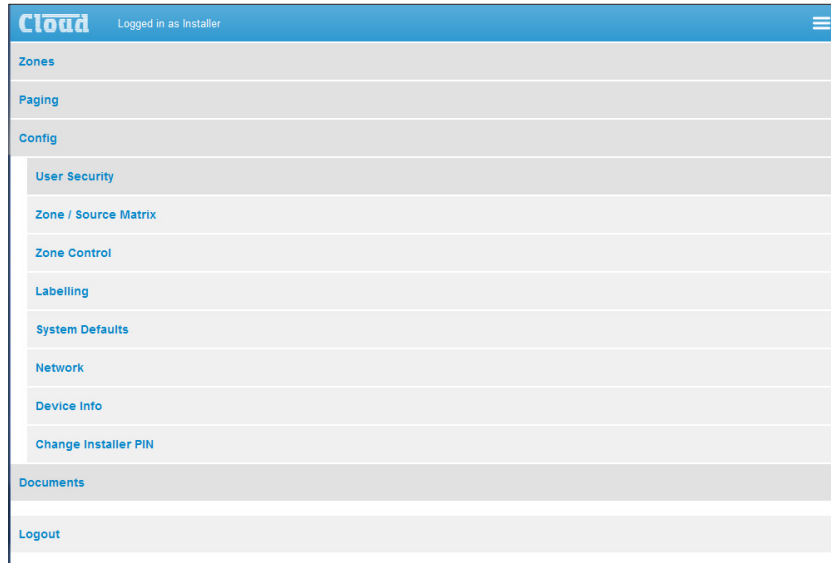 Cloud Logged in as Installer
Zones
Paging
Config
User Security
Zone / Source Matrix
Zone Control
Labelling
System Defaults
Network
Device Info
Change Installer PIN
Documents
Logout